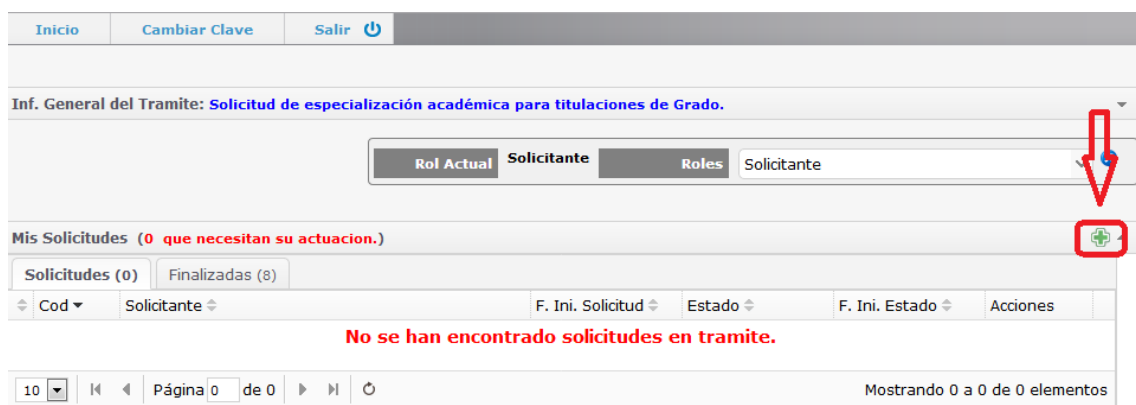 Inicio Cambiar Clave Salir
Inf. General del Tramite: Solicitud de especialización académica para titulaciones de Grado.
Rol Actual Solicitante Roles Solicitante
Mis Solicitudes (0 que necesitan su actuacion.)
Solicitudes (0) Finalizadas (8)
Cod Solicitante F. Ini. Solicitud Estado F. Ini. Estado Acciones
No se han encontrado solicitudes en tramite.
10 Página 0 de 0 Mostrando 0 a 0 de 0 elementos